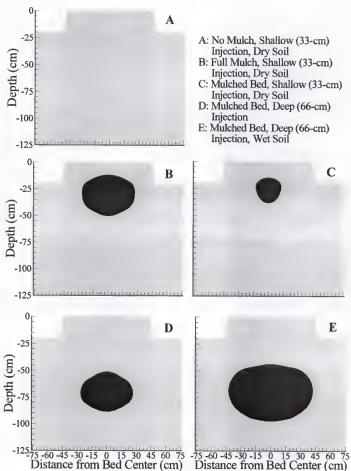 A
Depth (cm)
0
-25
-50
-75
-100
-125
A: No Mulch, Shallow (33-cm)
Injection, Dry Soil
B: Full Mulch, Shallow (33-cm)
Injection, Dry Soil
C: Mulched Bed, Shallow (33-cm)
Injection, Dry Soil
D: Mulched Bed, Deep (66-cm)
Injection
E: Mulched Bed, Deep (66-cm)
Injection, Wet Soil
B
C
Depth (cm)
0
-25
-50
-75
-100
-125
D
E
Depth (cm)
0
-25
-50
-75
-100
-125
-75 -60 -45 -30 -15 0 15 30 45 60 75
-75 -60 -45 -30 -15 0 15 30 45 60 75
Distance from Bed Center (cm)
Distance from Bed Center (cm)